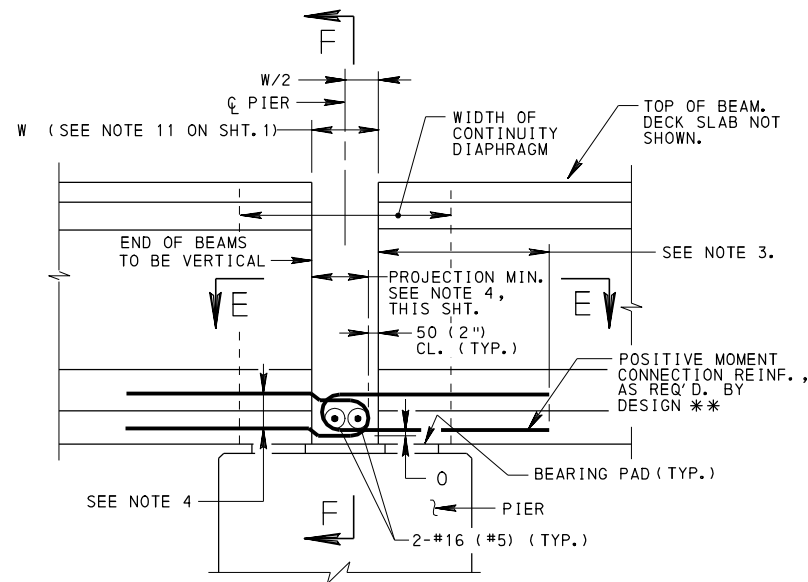 F
W/2
℄ PIER
W (SEE NOTE 11 ON SHT. 1)
WIDTH OF
CONTINUITY
DIAPHRAGM
TOP OF BEAM.
DECK SLAB NOT
SHOWN.
END OF BEAMS
TO BE VERTICAL
SEE NOTE 3.
PROJECTION MIN.
SEE NOTE 4,
THIS SHT.
E
E
50 (2")
CL. (TYP.)
POSITIVE MOMENT
CONNECTION REINF.,
AS REQ'D. BY
DESIGN **
BEARING PAD (TYP.)
O
SEE NOTE 4
PIER
F
2-#16 (#5) (TYP.)